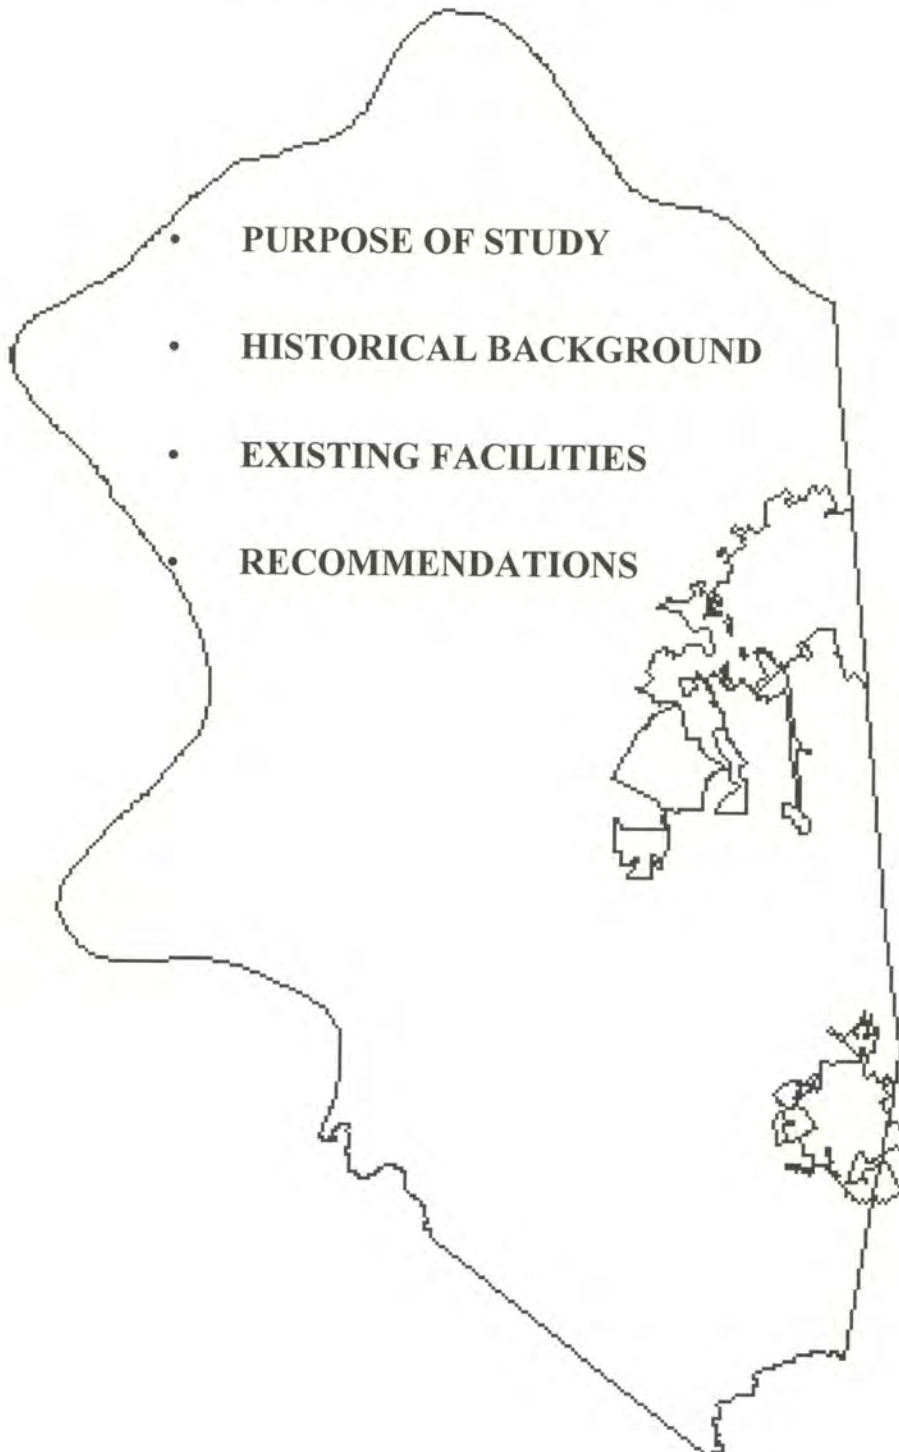 • PURPOSE OF STUDY
• HISTORICAL BACKGROUND
• EXISTING FACILITIES
• RECOMMENDATIONS